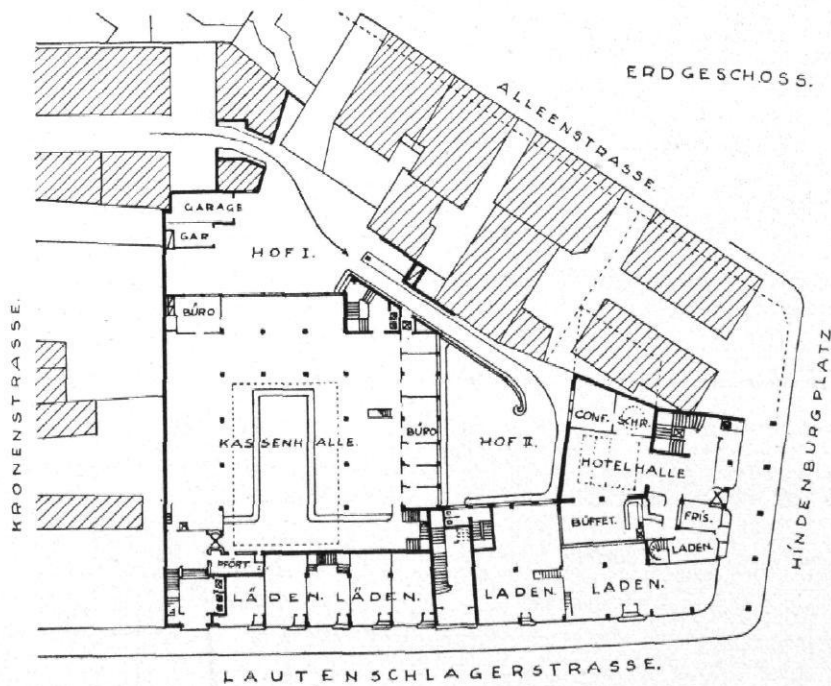 ERDGESCHOSS.
ALLEENSTRASSE
GARAGE
GAR
HOF I.
KRONENSTRASSE.
BÜRO
HINDENBURGPLATZ
CONF.
SCHR.
KASSENHALLE.
BÜRO
HOF II.
HOTELHALLE
BÜFFET.
FRIS.
LADEN.
PFÖRT
LÄDEN.
LÄDEN.
LADEN.
LADEN.
LAUTENSCHLAGERSTRASSE.